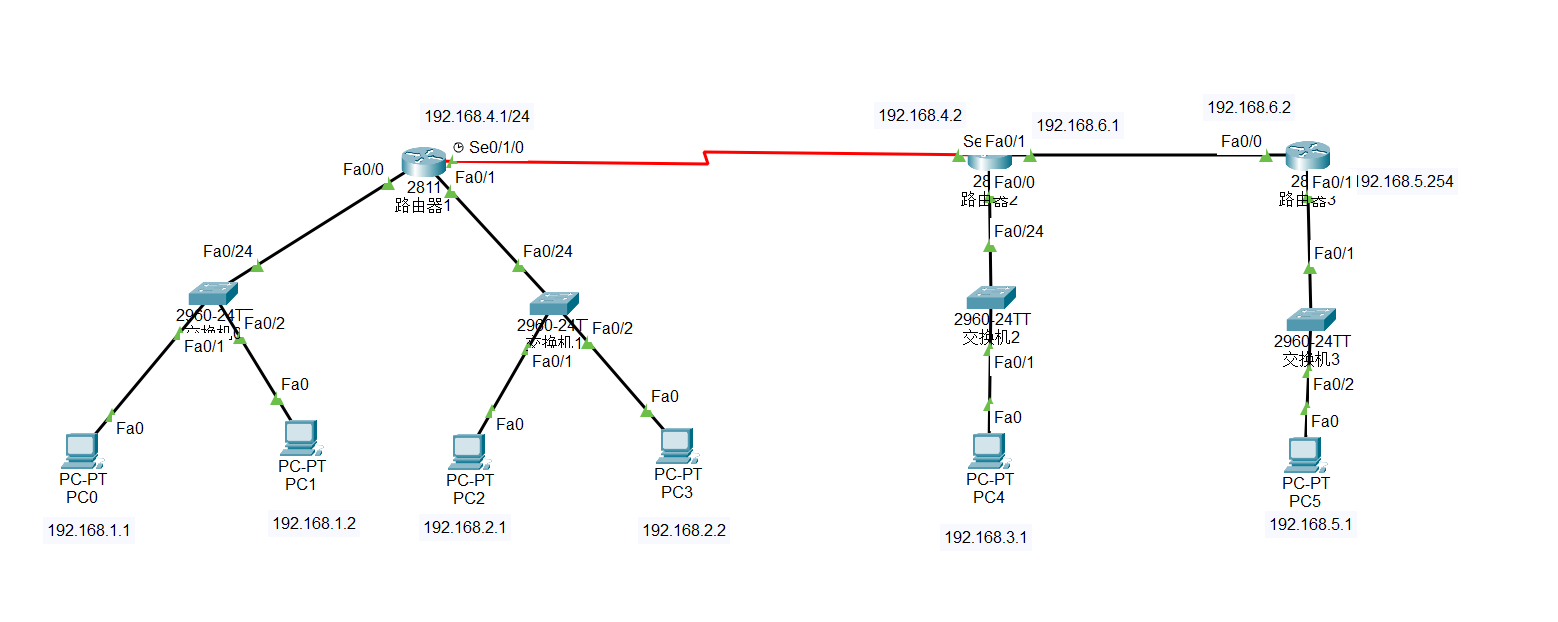 192.168.4.1/24
Se0/1/0
Fa0/0
Fa0/1
2811
路由器1
192.168.4.2
192.168.6.1
Se
Fa0/1
28
Fa0/0
路由器2
192.168.6.2
Fa0/0
28
Fa0/1
192.168.5.254
路由器3
Fa0/24
Fa0/24
Fa0/24
Fa0/1
2960-24TT
交换机0
Fa0/2
Fa0/1
2960-24TT
交换机1
Fa0/2
Fa0/1
2960-24TT
交换机2
Fa0/1
2960-24TT
交换机3
Fa0/2
Fa0
Fa0
Fa0
Fa0
Fa0
Fa0
PC-PT
PC0
PC-PT
PC1
PC-PT
PC2
PC-PT
PC3
PC-PT
PC4
PC-PT
PC5
192.168.1.1
192.168.1.2
192.168.2.1
192.168.2.2
192.168.3.1
192.168.5.1